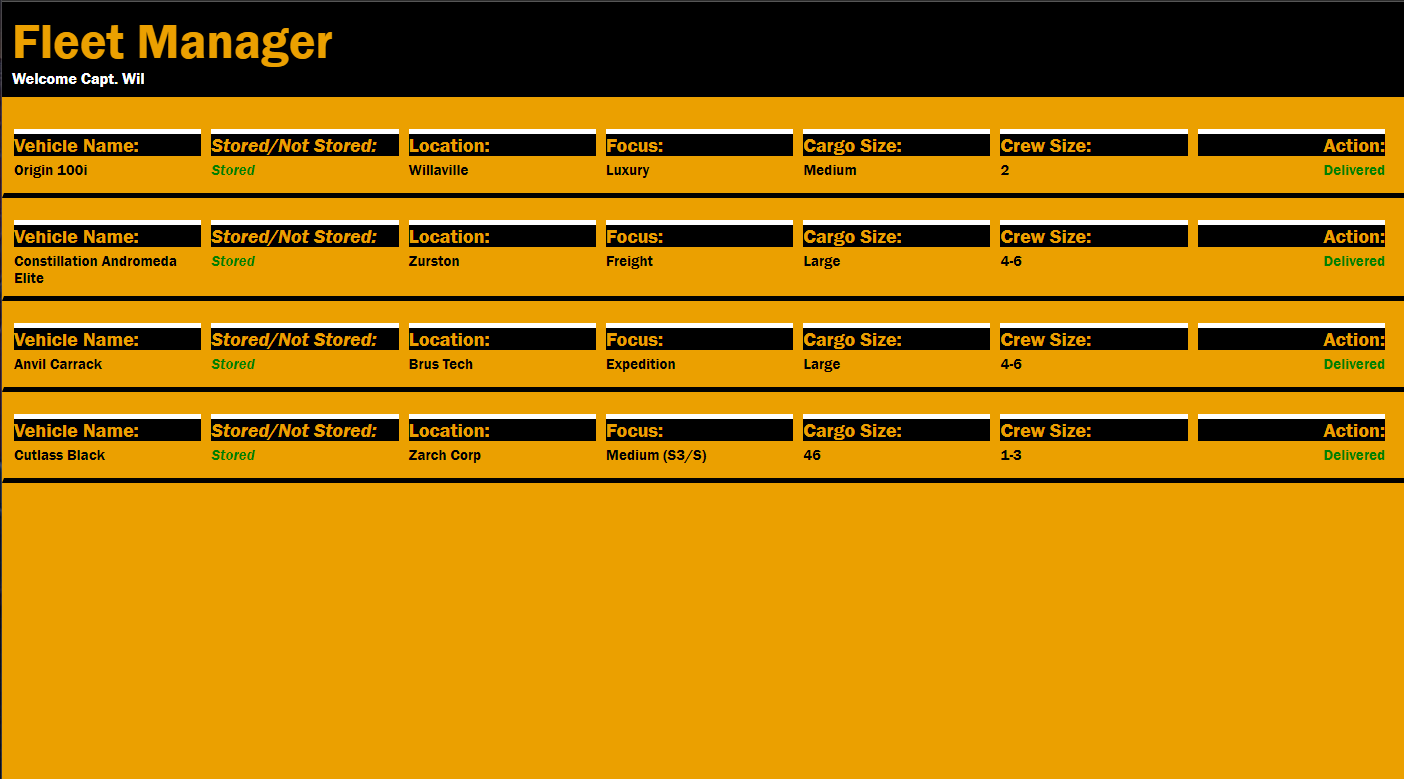 Fleet Manager
Welcome Capt. Wil
Vehicle Name: Stored/Not Stored: Location: Focus: Cargo Size: Crew Size: Action:
Origin 100i Stored Willaville Luxury Medium 2 Delivered
Vehicle Name: Stored/Not Stored: Location: Focus: Cargo Size: Crew Size: Action:
Constillation Andromeda Stored Zurston Freight Large 4-6 Delivered
Elite
Vehicle Name: Stored/Not Stored: Location: Focus: Cargo Size: Crew Size: Action:
Anvil Carrack Stored Brus Tech Expedition Large 4-6 Delivered
Vehicle Name: Stored/Not Stored: Location: Focus: Cargo Size: Crew Size: Action:
Cutlass Black Stored Zarch Corp Medium (S3/S) 46 1-3 Delivered